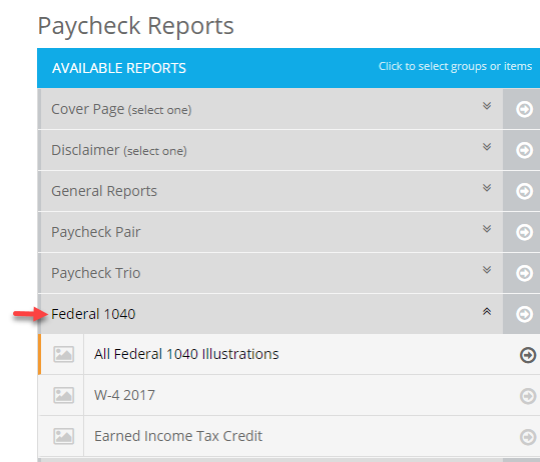 Paycheck Reports
AVAILABLE REPORTS Click to select groups or items
Cover Page (select one)
Disclaimer (select one)
General Reports
Paycheck Pair
Paycheck Trio
Federal 1040
All Federal 1040 Illustrations
W-4 2017
Earned Income Tax Credit